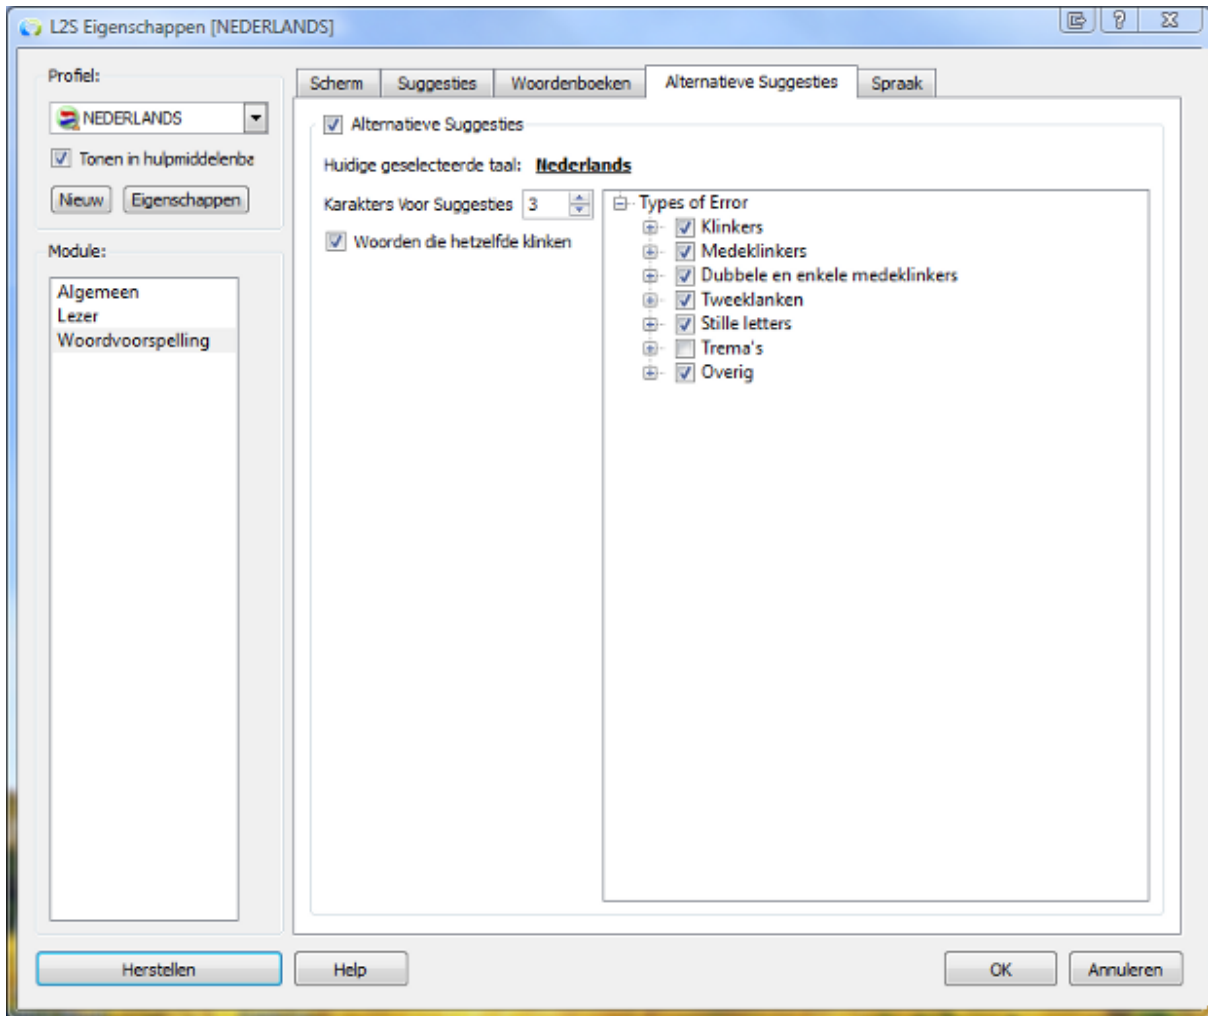 L2S Eigenschappen [NEDERLANDS]
Profiel:
NEDERLANDS
Tonen in hulpmiddelenba
Nieuw Eigenschappen
Module:
Algemeen
Lezer
Woordvoorspelling
Scherm Suggesties Woordenboeken Alternatieve Suggesties Spraak
Alternatieve Suggesties
Huidige geselecteerde taal: Nederlands
Karakters Voor Suggesties 3
Woorden die hetzelfde klinken
Types of Error
Klinkers
Medeklinkers
Dubbele en enkele medeklinkers
Tweeklanken
Stille letters
Trema's
Overig
Herstellen Help OK Annuleren